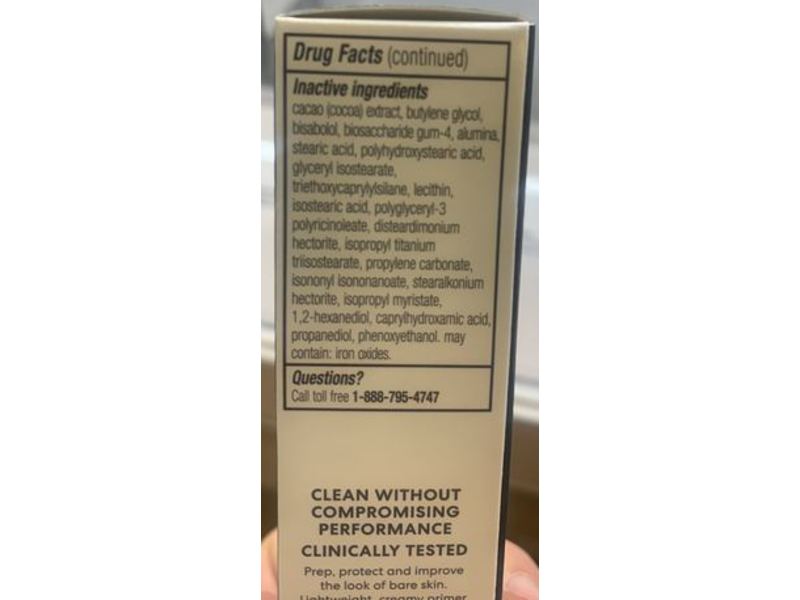 Drug Facts (continued)
Inactive ingredients
cacao (cocoa) extract, butylene glycol,
bisabolol, biosaccharide gum-4, alumina,
stearic acid, polyhydroxystearic acid,
glyceryl isostearate,
triethoxycaprylylsilane, lecithin,
isostearic acid, polyglyceryl-3
polyricinoleate, disteardimonium
hectorite, isopropyl titanium
triisostearate, propylene carbonate,
isononyl isononanoate, stearalkonium
hectorite, isopropyl myristate,
1,2-hexanediol, caprylhydroxamic acid,
propanediol, phenoxyethanol. may
contain: iron oxides.
Questions?
Call toll free 1-888-795-4747
CLEAN WITHOUT
COMPROMISING
PERFORMANCE
CLINICALLY TESTED
Prep, protect and improve
the look of bare skin.
Lightweight, creamy primer